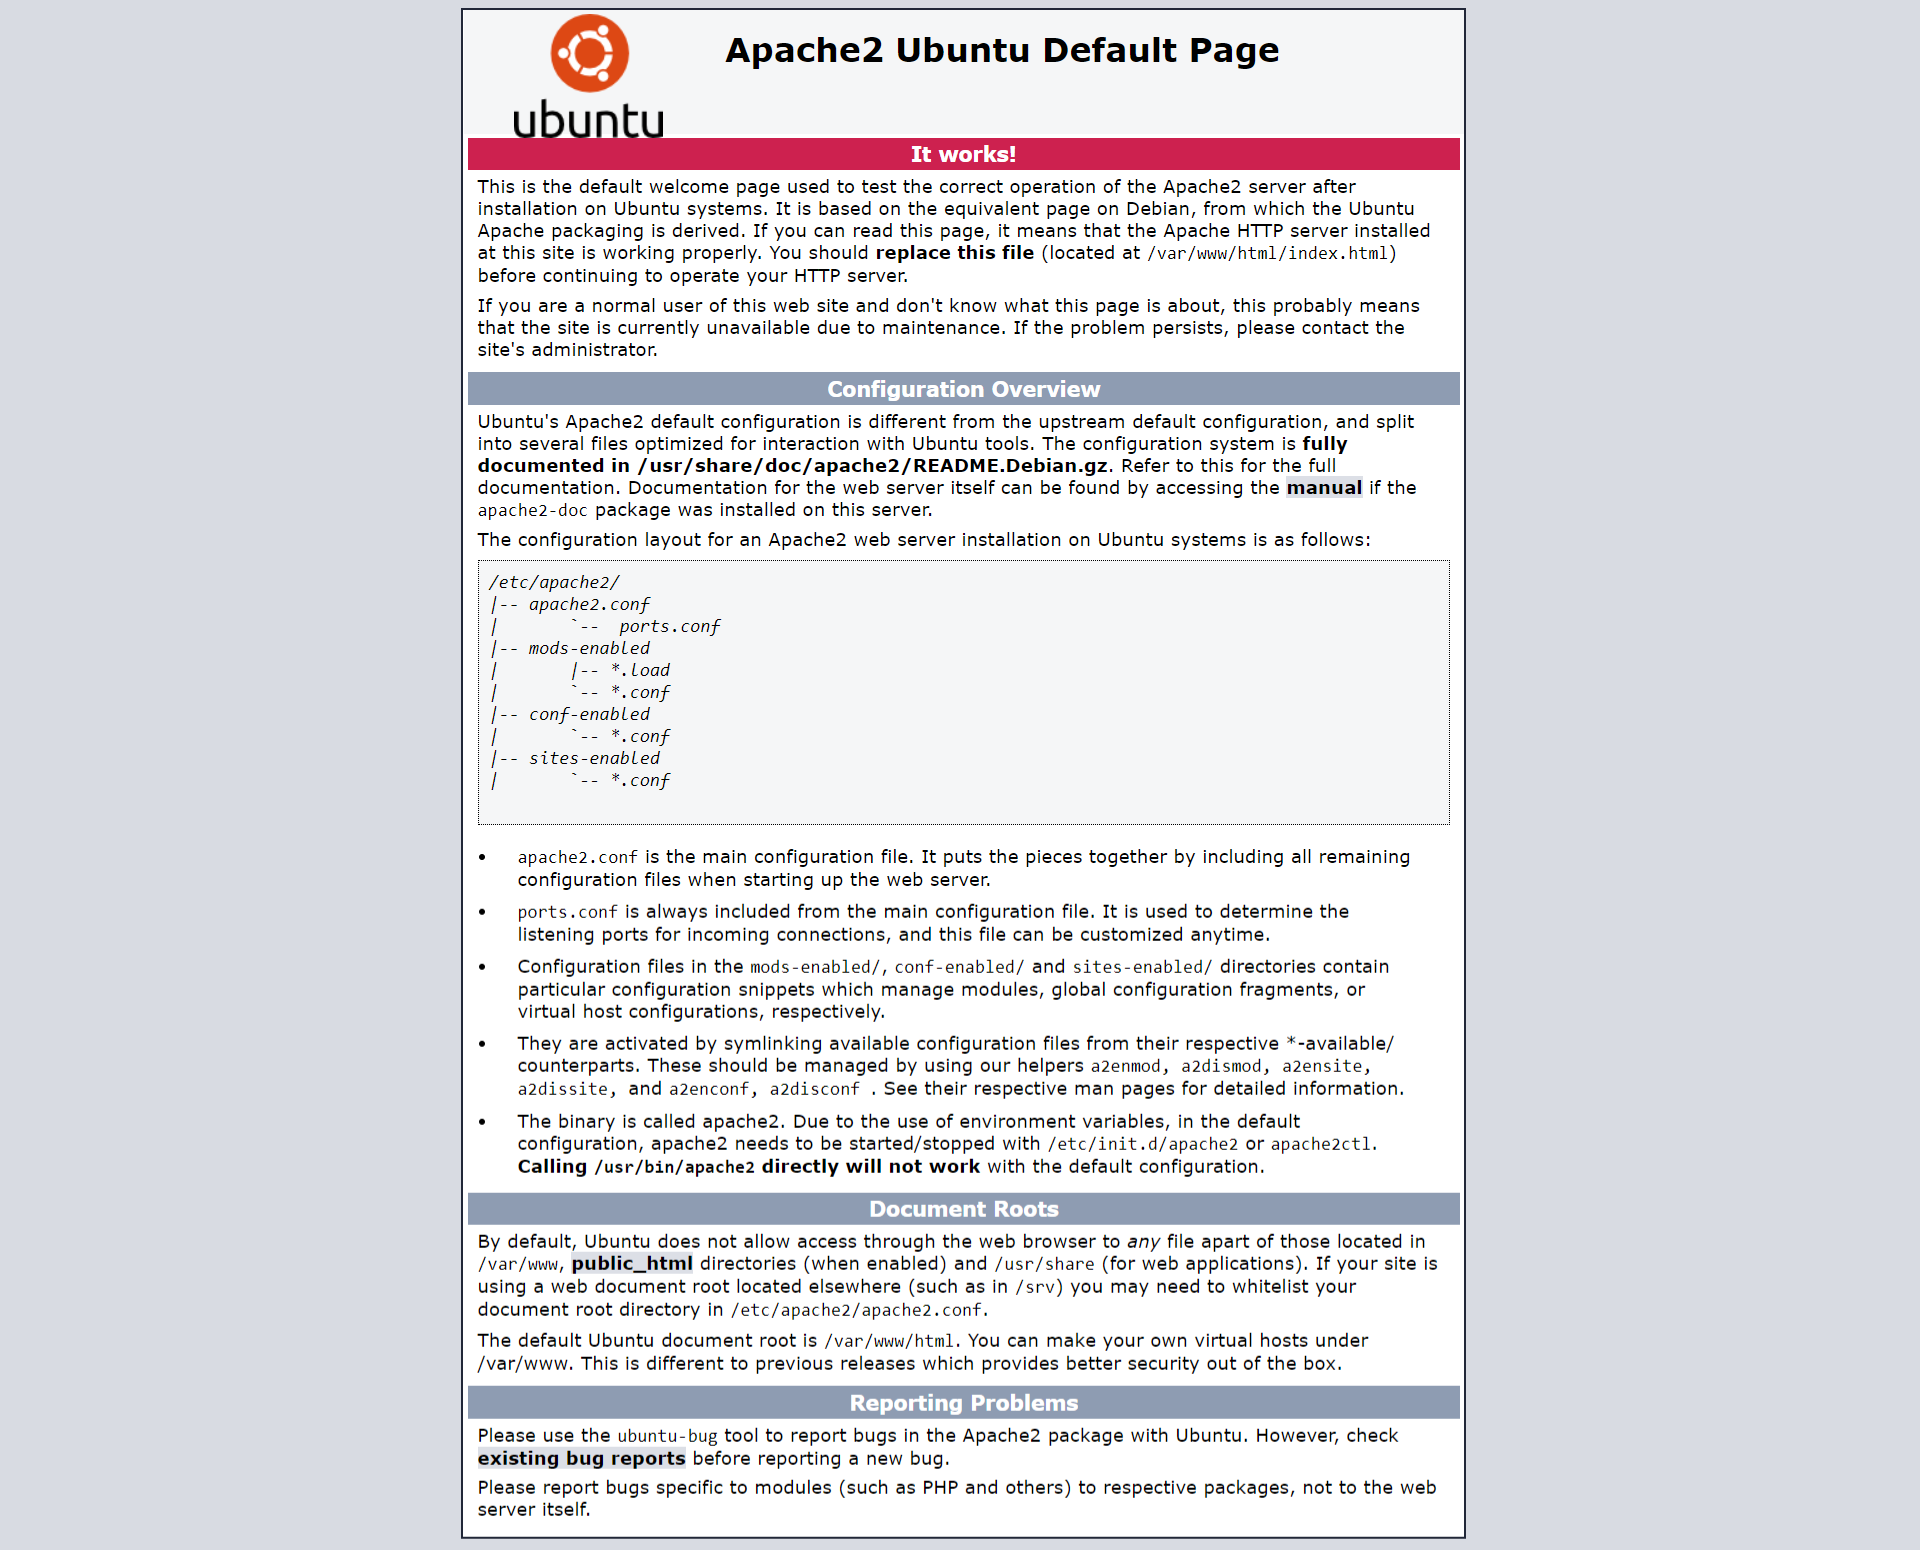 ubuntu
Apache2 Ubuntu Default Page
It works!
This is the default welcome page used to test the correct operation of the Apache2 server after
installation on Ubuntu systems. It is based on the equivalent page on Debian, from which the Ubuntu
Apache packaging is derived. If you can read this page, it means that the Apache HTTP server installed
at this site is working properly. You should replace this file (located at /var/www/html/index.html)
before continuing to operate your HTTP server.
If you are a normal user of this web site and don't know what this page is about, this probably means
that the site is currently unavailable due to maintenance. If the problem persists, please contact the
site's administrator.
Configuration Overview
Ubuntu's Apache2 default configuration is different from the upstream default configuration, and split
into several files optimized for interaction with Ubuntu tools. The configuration system is fully
documented in /usr/share/doc/apache2/README.Debian.gz. Refer to this for the full
documentation. Documentation for the web server itself can be found by accessing the manual if the
apache2-doc package was installed on this server.
The configuration layout for an Apache2 web server installation on Ubuntu systems is as follows:
/etc/apache2/
|-- apache2.conf
|       `--  ports.conf
|-- mods-enabled
|       |-- *.load
|       `-- *.conf
|-- conf-enabled
|       `-- *.conf
|-- sites-enabled
|       `-- *.conf
• apache2.conf is the main configuration file. It puts the pieces together by including all remaining
configuration files when starting up the web server.
• ports.conf is always included from the main configuration file. It is used to determine the
listening ports for incoming connections, and this file can be customized anytime.
• Configuration files in the mods-enabled/, conf-enabled/ and sites-enabled/ directories contain
particular configuration snippets which manage modules, global configuration fragments, or
virtual host configurations, respectively.
• They are activated by symlinking available configuration files from their respective *-available/
counterparts. These should be managed by using our helpers a2enmod, a2dismod, a2ensite,
a2dissite, and a2enconf, a2disconf . See their respective man pages for detailed information.
• The binary is called apache2. Due to the use of environment variables, in the default
configuration, apache2 needs to be started/stopped with /etc/init.d/apache2 or apache2ctl.
Calling /usr/bin/apache2 directly will not work with the default configuration.
Document Roots
By default, Ubuntu does not allow access through the web browser to any file apart of those located in
/var/www, public_html directories (when enabled) and /usr/share (for web applications). If your site is
using a web document root located elsewhere (such as in /srv) you may need to whitelist your
document root directory in /etc/apache2/apache2.conf.
The default Ubuntu document root is /var/www/html. You can make your own virtual hosts under
/var/www. This is different to previous releases which provides better security out of the box.
Reporting Problems
Please use the ubuntu-bug tool to report bugs in the Apache2 package with Ubuntu. However, check
existing bug reports before reporting a new bug.
Please report bugs specific to modules (such as PHP and others) to respective packages, not to the web
server itself.